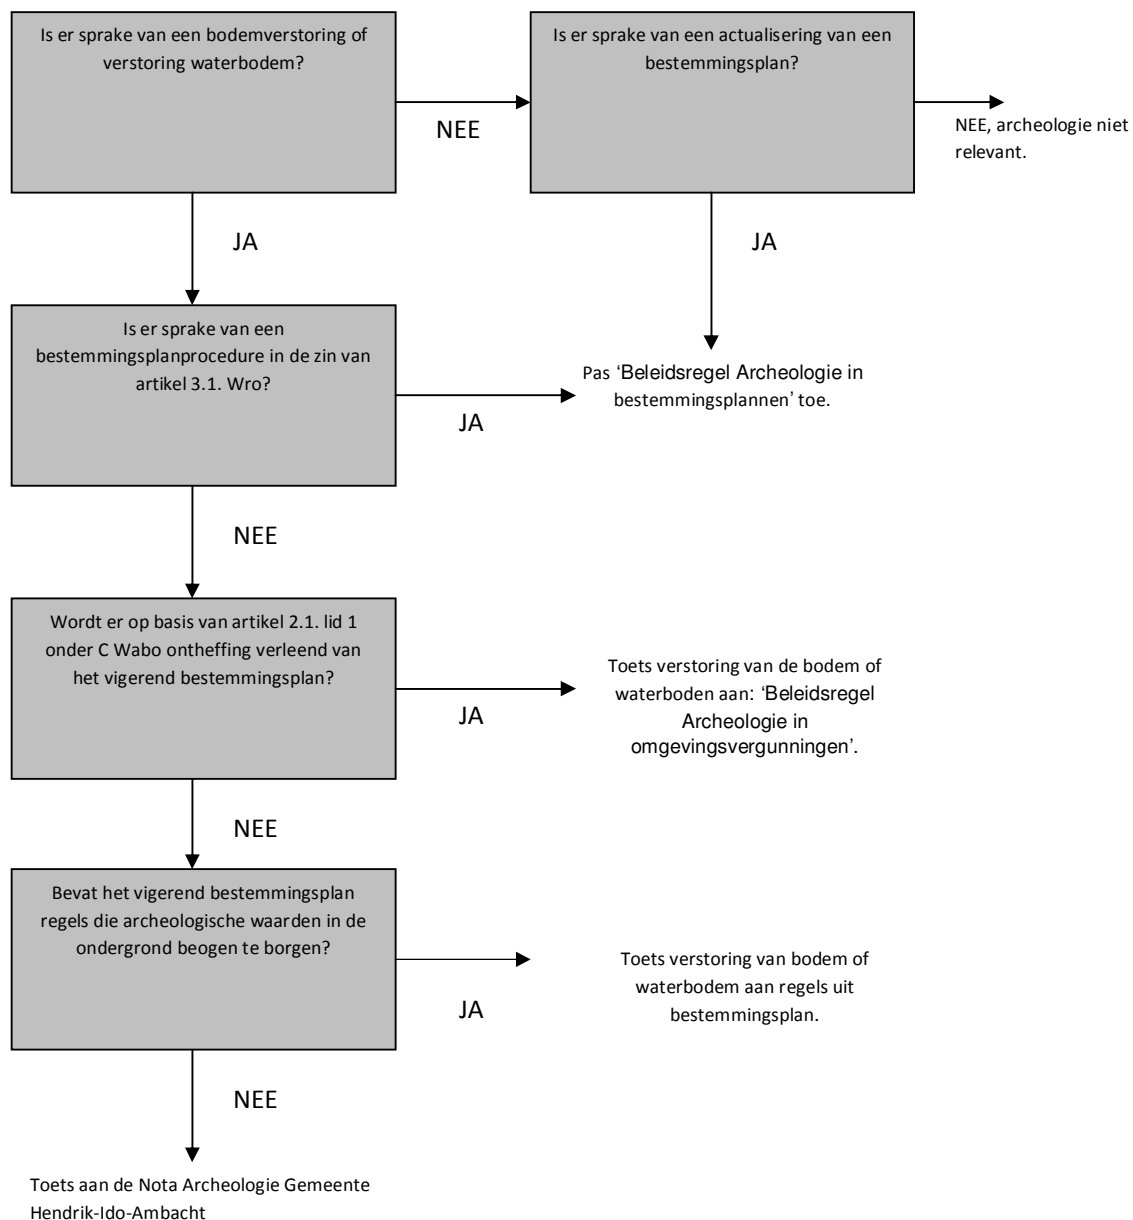 Is er sprake van een bodemverstoring of
verstoring waterbodem?
Is er sprake van een actualisering van een
bestemmingsplan?
NEE
NEE, archeologie niet
relevant.
JA
JA
Is er sprake van een
bestemmingsplanprocedure in de zin van
artikel 3.1. Wro?
JA
Pas ‘Beleidsregel Archeologie in
bestemmingsplannen’ toe.
NEE
Wordt er op basis van artikel 2.1. lid 1
onder C Wabo ontheffing verleend van
het vigerend bestemmingsplan?
JA
Toets verstoring van de bodem of
waterboden aan: ‘Beleidsregel
Archeologie in
omgevingsvergunningen’.
NEE
Bevat het vigerend bestemmingsplan
regels die archeologische waarden in de
ondergrond beogen te borgen?
JA
Toets verstoring van bodem of
waterbodem aan regels uit
bestemmingsplan.
NEE
Toets aan de Nota Archeologie Gemeente
Hendrik-Ido-Ambacht